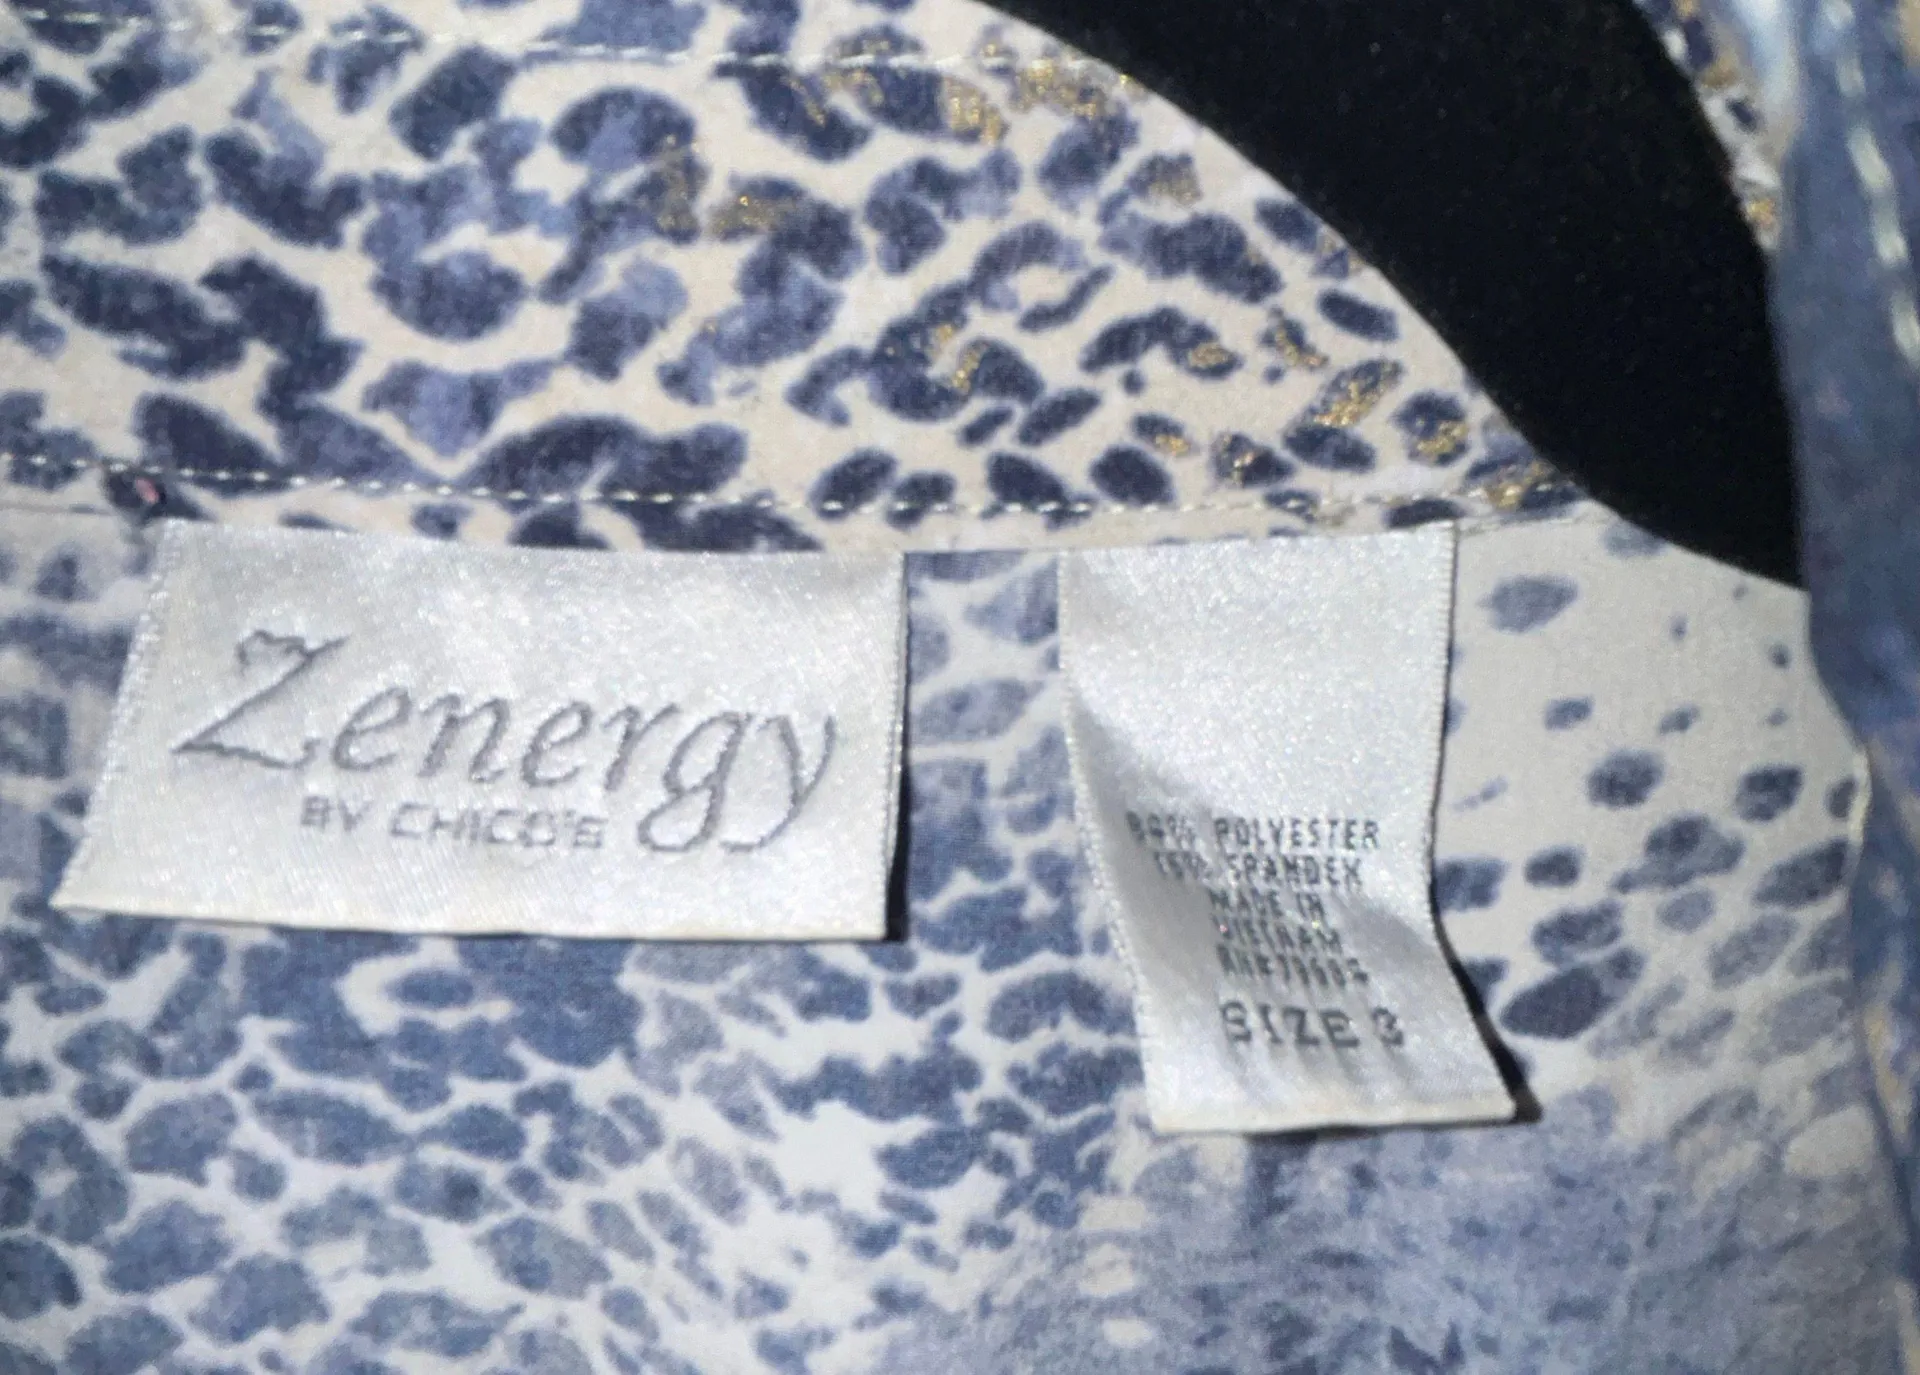 Zenergy
BY CHICO'S
POLYESTER
SPANDEX
MADE IN
VIETNAM
SIZE 3